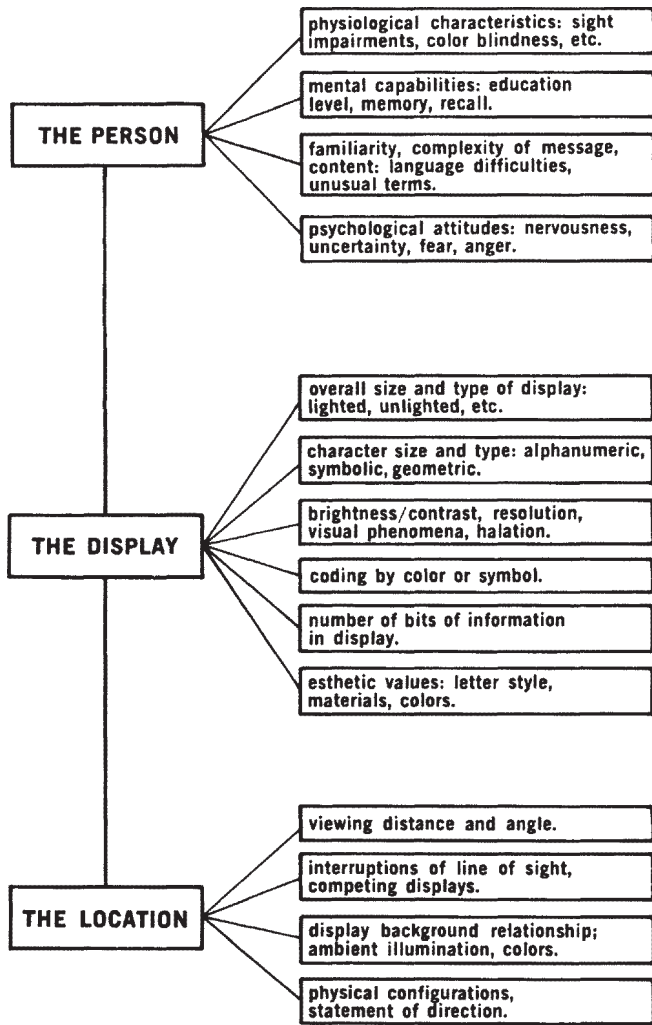 THE PERSON
physiological characteristics: sight
impairments, color blindness, etc.
mental capabilities: education
level, memory, recall.
familiarity, complexity of message,
content: language difficulties,
unusual terms.
psychological attitudes: nervousness,
uncertainty, fear, anger.
THE DISPLAY
overall size and type of display:
lighted, unlighted, etc.
character size and type: alphanumeric,
symbolic, geometric.
brightness/contrast, resolution,
visual phenomena, halation.
coding by color or symbol.
number of bits of information
in display.
esthetic values: letter style,
materials, colors.
THE LOCATION
viewing distance and angle.
interruptions of line of sight,
competing displays.
display background relationship;
ambient illumination, colors.
physical configurations,
statement of direction.